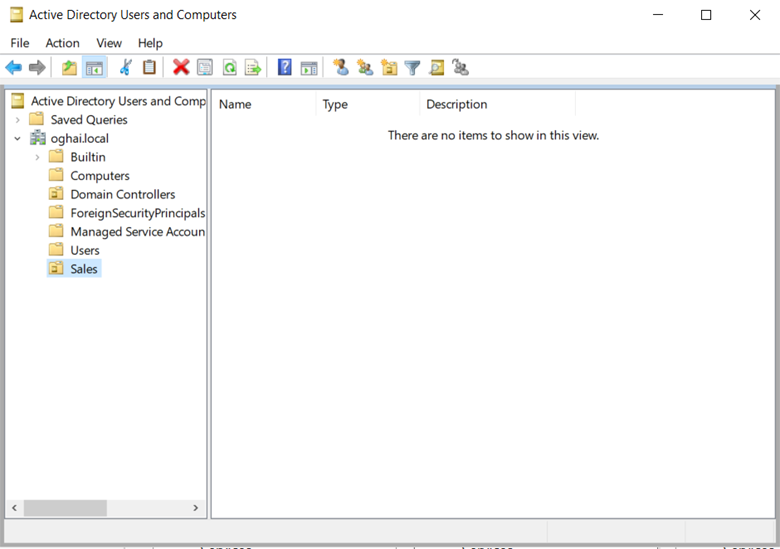 Active Directory Users and Computers
File Action View Help
Active Directory Users and Comp
Saved Queries
oghai.local
Builtin
Computers
Domain Controllers
ForeignSecurityPrincipals
Managed Service Accoun
Users
Sales
Name Type Description
There are no items to show in this view.